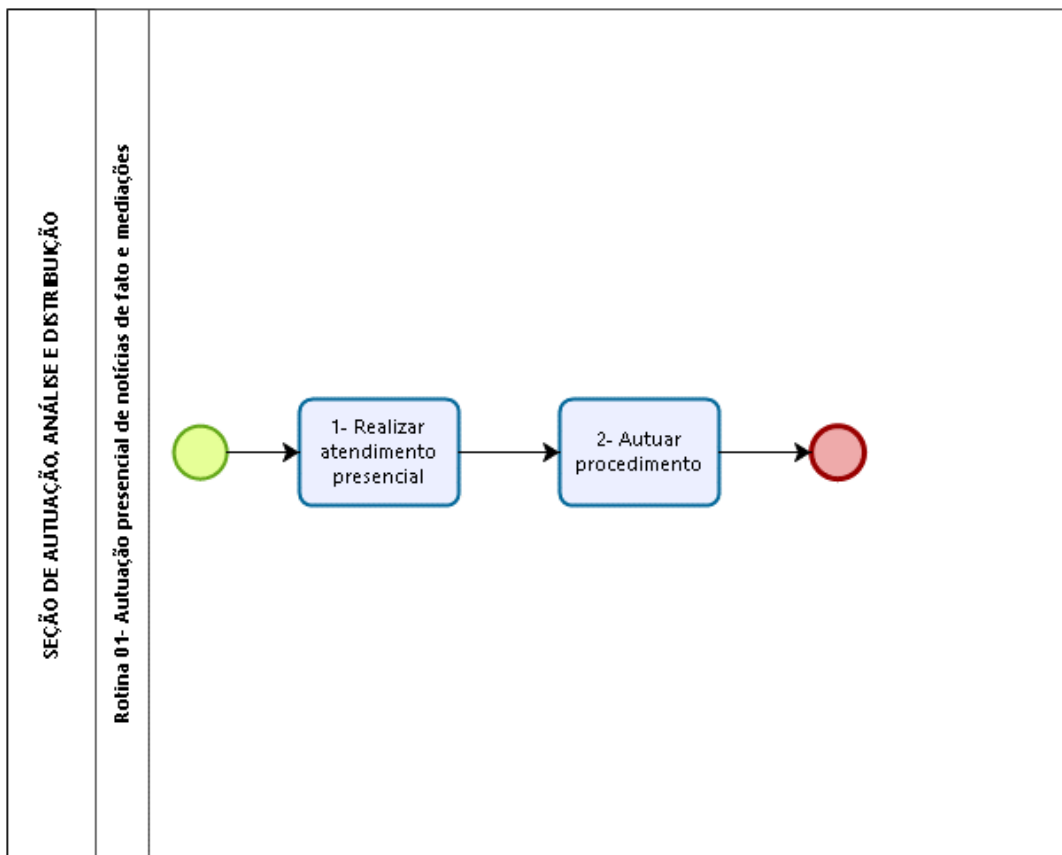 SEÇÃO DE AUTUAÇÃO, ANÁLISE E DISTRIBUIÇÃO
Rotina 01- Autuação presencial de notícias de fato e mediações
1- Realizar
atendimento
presencial
2- Autuar
procedimento